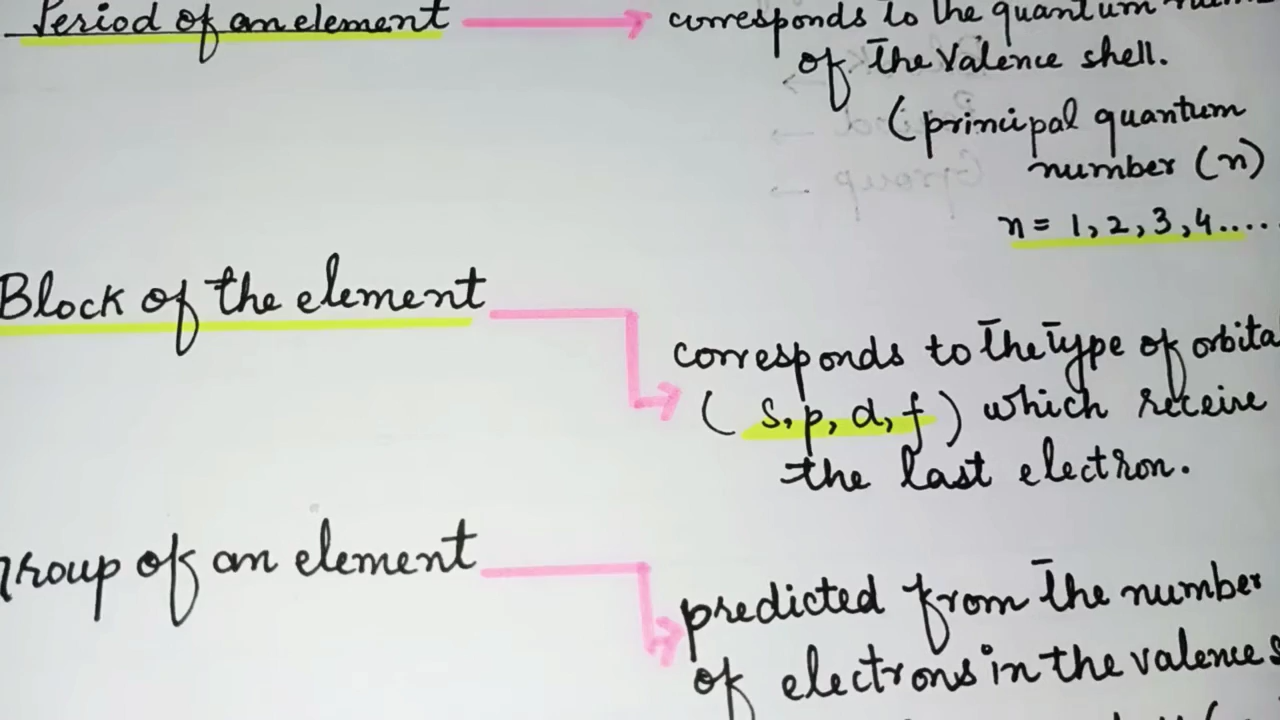 Period of an element
corresponds to the quantum
of the valence shell.
(principal quantum
number (n)
n = 1, 2, 3, 4.....
Block of the element
corresponds to the type of orbita
( s, p, d, f ) which receive
the last electron.
group of an element
predicted from the number
of electrons in the valence s